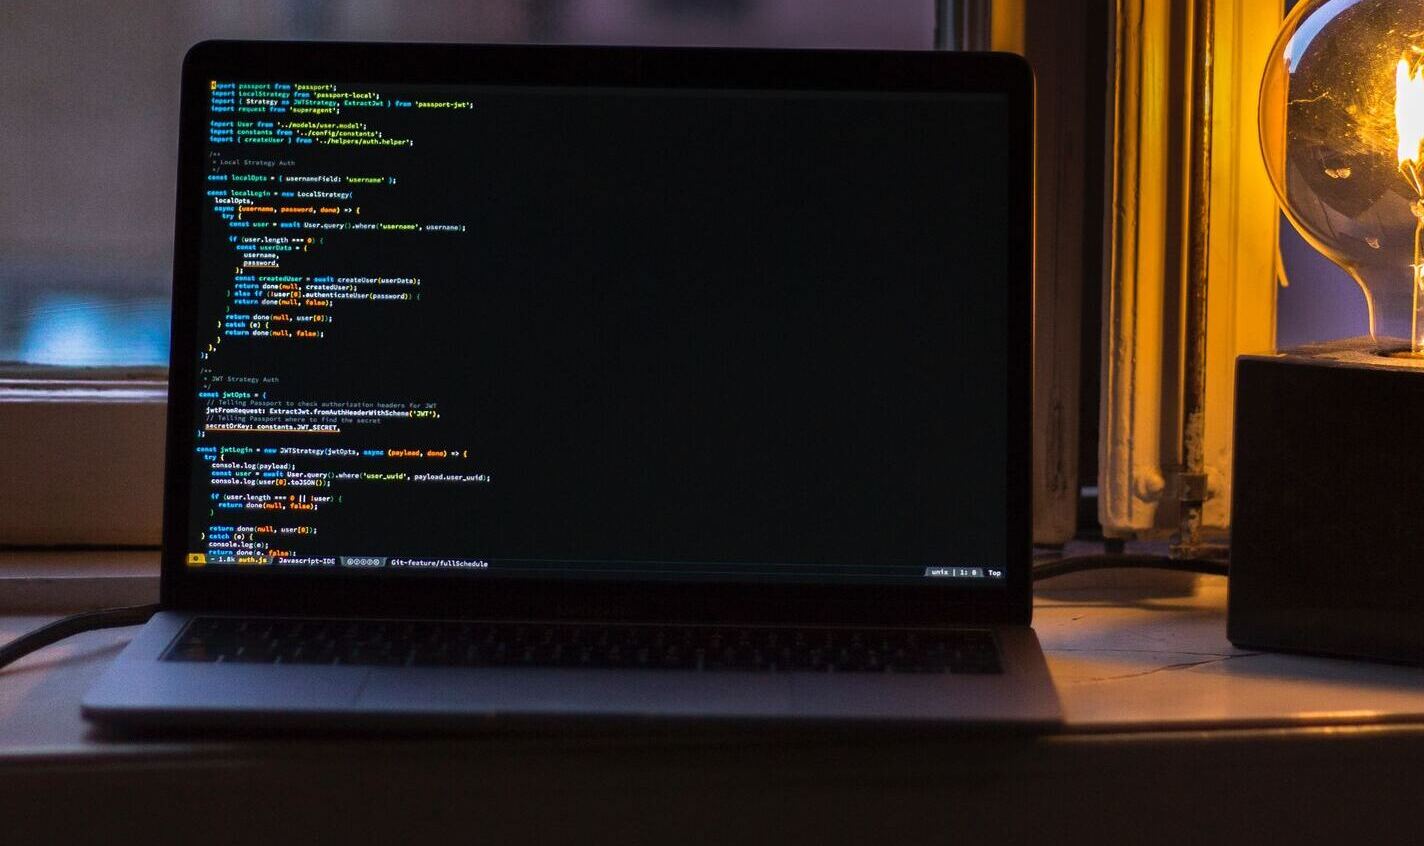 import passport from 'passport';
import LocalStrategy from 'passport-local';
import { Strategy as JWTStrategy, ExtractJwt } from 'passport-jwt';
import request from 'superagent';
import User from '../models/user.model';
import constants from '../config/constants';
import { createUser } from '../helpers/auth.helper';
/**
* Local Strategy Auth
*/
const localOpts = { usernameField: 'username' };
const localLogin = new LocalStrategy(
localOpts,
async (username, password, done) => {
try {
const user = await User.query().where('username', username);
if (user.length === 0) {
const userData = {
username,
password,
};
const createdUser = await createUser(userData);
return done(null, createdUser);
} else if (!user[0].authenticateUser(password)) {
return done(null, false);
}
return done(null, user[0]);
} catch (e) {
return done(null, false);
}
},
);
/**
* JWT Strategy Auth
*/
const jwtOpts = {
// Telling Passport to check authorization headers for JWT
jwtFromRequest: ExtractJwt.fromAuthHeaderWithScheme('JWT'),
// Telling Passport where to find the secret
secretOrKey: constants.JWT_SECRET,
};
const jwtLogin = new JWTStrategy(jwtOpts, async (payload, done) => {
try {
console.log(payload);
const user = await User.query().where('user_uuid', payload.user_uuid);
console.log(user[0].toJSON());
if (user.length === 0 || !user) {
return done(null, false);
}
return done(null, user[0]);
} catch (e) {
console.log(e);
return done(e, false);
- 1.8k auth.js Javascript-IDE Git-feature/fullSchedule unix | 1: 0 Top